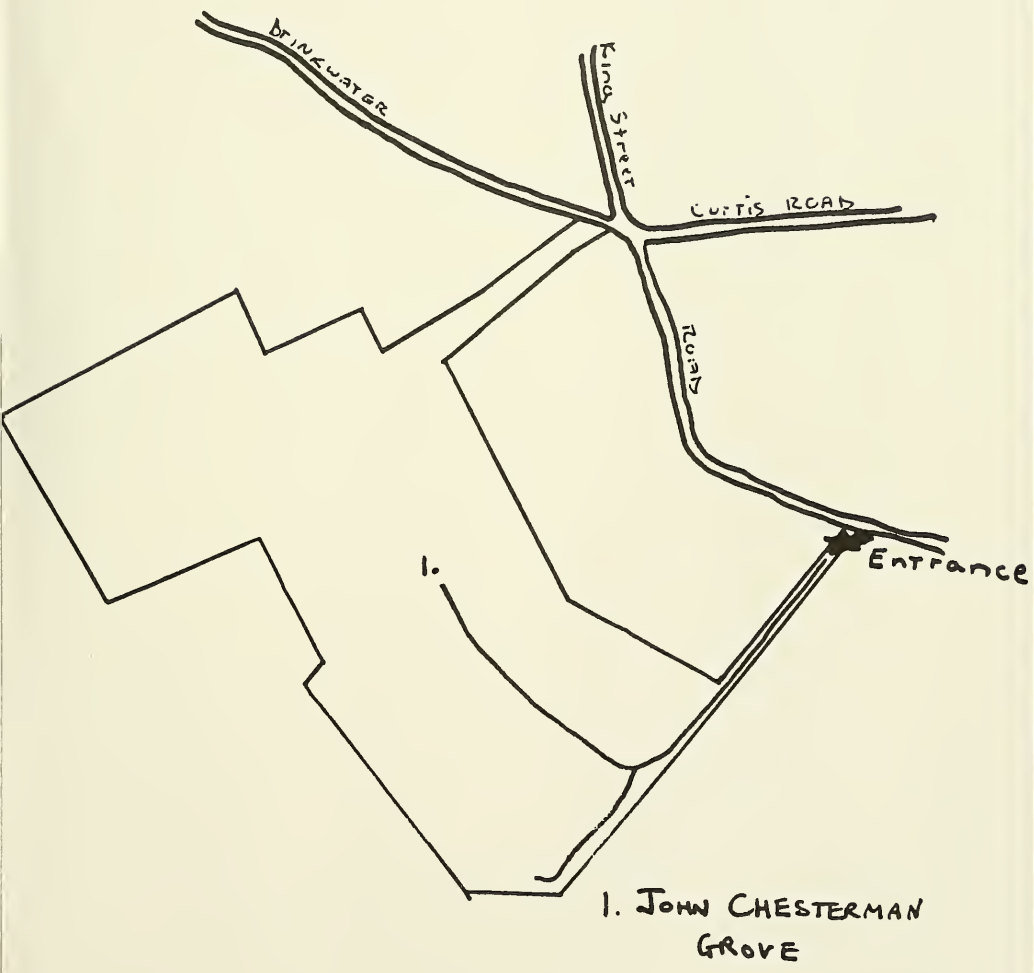 DrINKWATER
King Street
CurTiS ROAD
ROAD
Entrance
1.
1. JOHN CHESTERMAN
GROVE